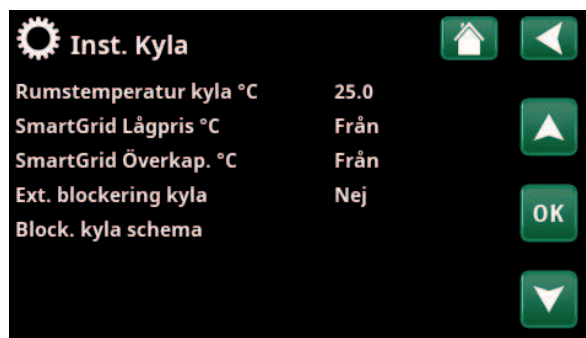 Inst. Kyla
Rumstemperatur kyla °C 25.0
SmartGrid Lågpris °C Från
SmartGrid Överkap. °C Från
Ext. blockering kyla Nej
OK
Block. kyla schema